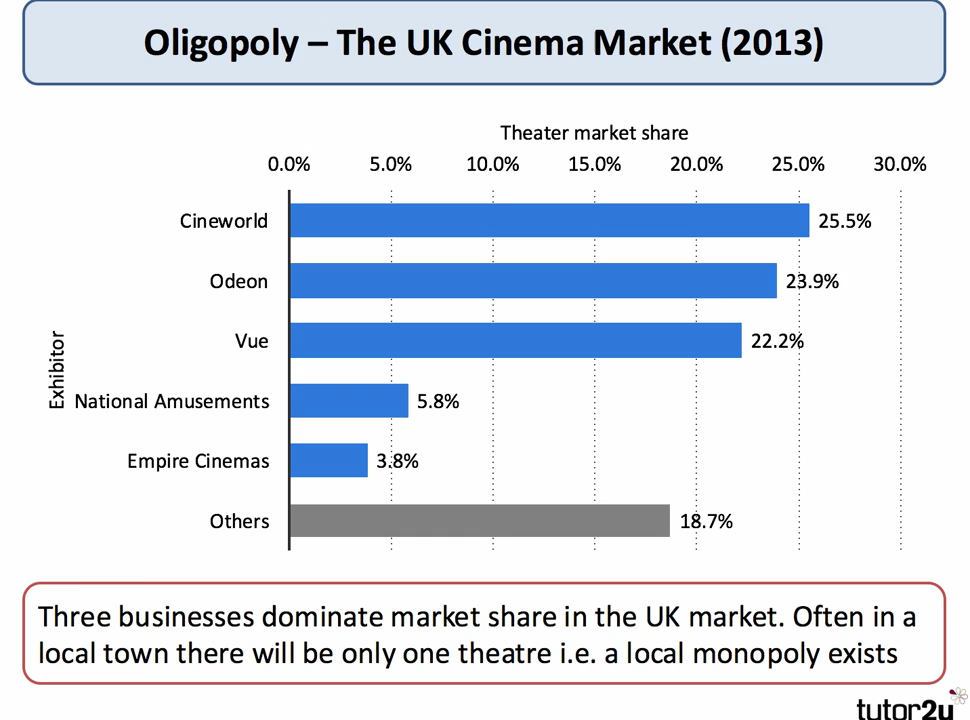 Oligopoly – The UK Cinema Market (2013)
Theater market share
0.0% 5.0% 10.0% 15.0% 20.0% 25.0% 30.0%
Exhibitor
Cineworld 25.5%
Odeon 23.9%
Vue 22.2%
National Amusements 5.8%
Empire Cinemas 3.8%
Others 18.7%
Three businesses dominate market share in the UK market. Often in a
local town there will be only one theatre i.e. a local monopoly exists
tutor2u